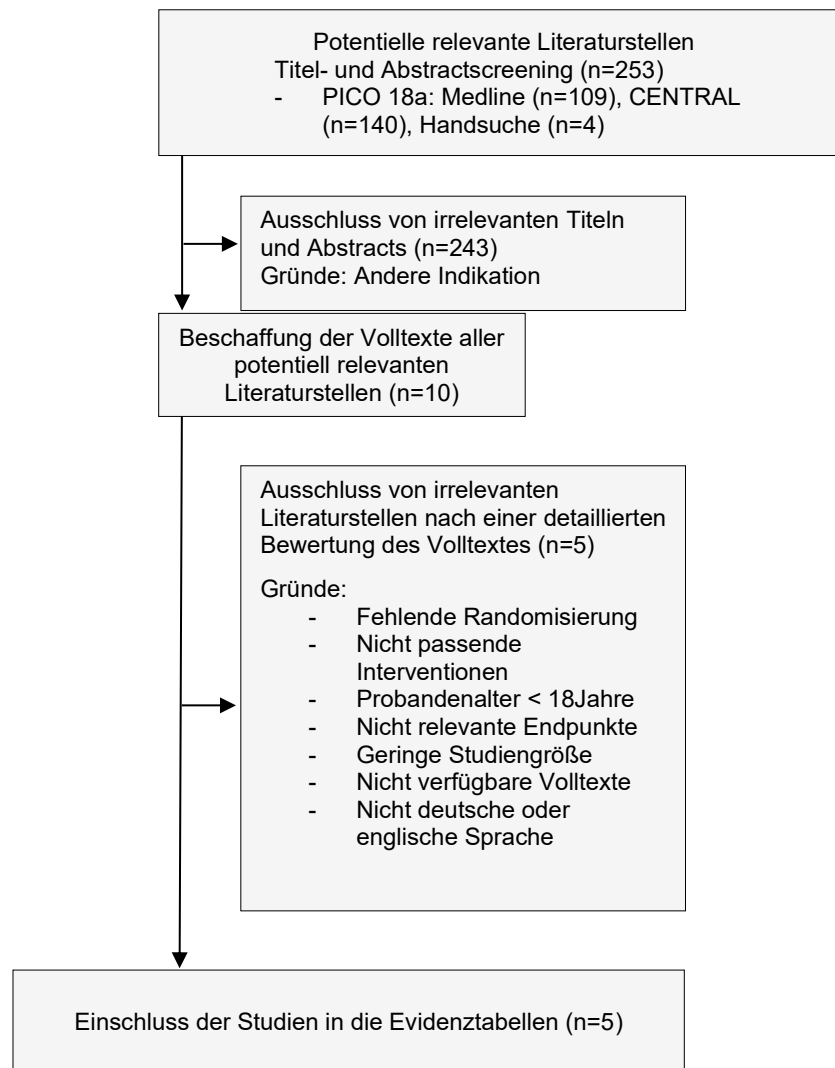 Potentielle relevante Literaturstellen
Titel- und Abstractscreening (n=253)
- PICO 18a: Medline (n=109), CENTRAL
(n=140), Handsuche (n=4)
Ausschluss von irrelevanten Titeln
und Abstracts (n=243)
Gründe: Andere Indikation
Beschaffung der Volltexte aller
potentiell relevanten
Literaturstellen (n=10)
Ausschluss von irrelevanten
Literaturstellen nach einer detaillierten
Bewertung des Volltextes (n=5)
Gründe:
- Fehlende Randomisierung
- Nicht passende
Interventionen
- Probandenalter < 18Jahre
- Nicht relevante Endpunkte
- Geringe Studiengröße
- Nicht verfügbare Volltexte
- Nicht deutsche oder
englische Sprache
Einschluss der Studien in die Evidenztabellen (n=5)